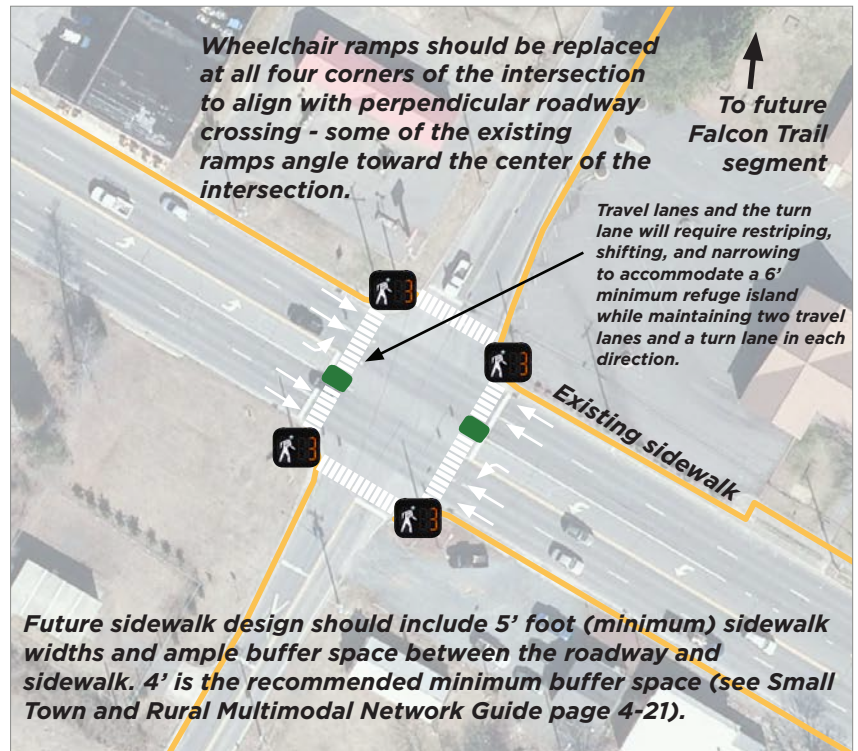 Wheelchair ramps should be replaced
at all four corners of the intersection
to align with perpendicular roadway
crossing - some of the existing
ramps angle toward the center of the
intersection.
To future
Falcon Trail
segment
Travel lanes and the turn
lane will require restriping,
shifting, and narrowing
to accommodate a 6'
minimum refuge island
while maintaining two travel
lanes and a turn lane in each
direction.
3
3
3
3
Existing sidewalk
Future sidewalk design should include 5' foot (minimum) sidewalk
widths and ample buffer space between the roadway and
sidewalk. 4' is the recommended minimum buffer space (see Small
Town and Rural Multimodal Network Guide page 4-21).